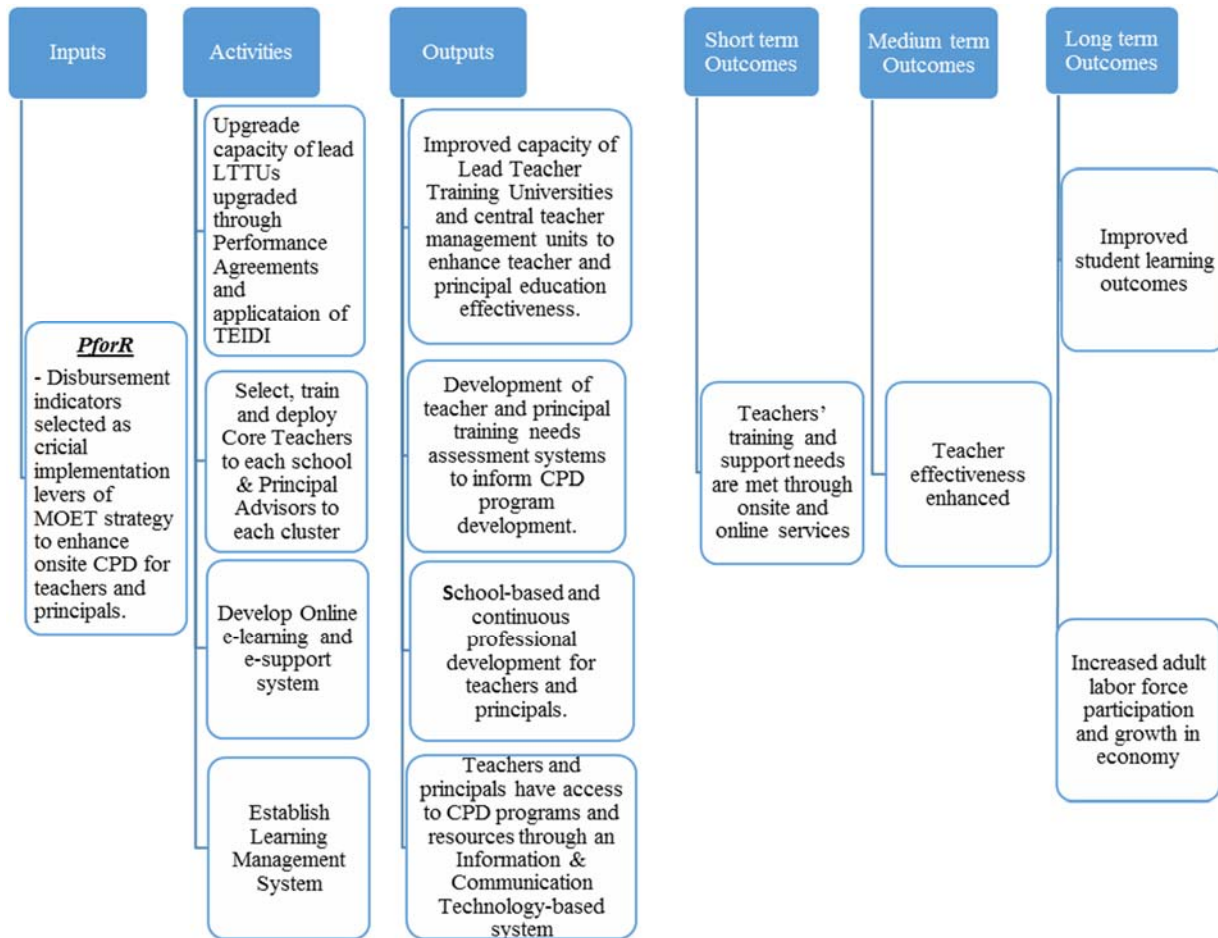 Inputs
PforR
- Disbursement
indicators
selected as
cricial
implementation
levers of
MOET strategy
to enhance
onsite CPD for
teachers and
principals.
Activities
Upgreade
capacity of lead
LTTUs
upgraded
through
Performance
Agreements
and
applicataion of
TEIDI
Select, train
and deploy
Core Teachers
to each school
& Principal
Advisors to
each cluster
Develop Online
e-learning and
e-support
system
Establish
Learning
Management
System
Outputs
Improved capacity of
Lead Teacher
Training Universities
and central teacher
management units to
enhance teacher and
principal education
effectiveness.
Development of
teacher and principal
training needs
assessment systems
to inform CPD
program
development.
School-based and
continuous
professional
development for
teachers and
principals.
Teachers and
principals have access
to CPD programs and
resources through an
Information &
Communication
Technology-based
system
Short term
Outcomes
Teachers’
training and
support needs
are met through
onsite and
online services
Medium term
Outcomes
Teacher
effectiveness
enhanced
Long term
Outcomes
Improved
student learning
outcomes
Increased adult
labor force
participation
and growth in
economy